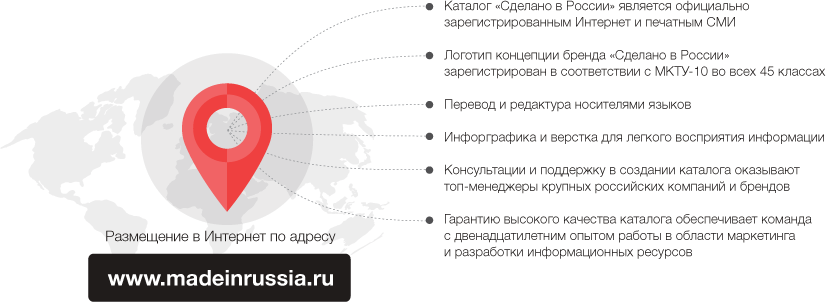 Каталог «Сделано в России» является официально
зарегистрированным Интернет и печатным СМИ
Логотип концепции бренда «Сделано в России»
зарегистрирован в соответствии с МКТУ-10 во всех 45 классах
Перевод и редактура носителями языков
Инфорграфика и верстка для легкого восприятия информации
Консультации и поддержку в создании каталога оказывают
топ-менеджеры крупных российских компаний и брендов
Гарантию высокого качества каталога обеспечивает команда
с двенадцатилетним опытом работы в области маркетинга
и разработки информационных ресурсов
Размещение в Интернет по адресу
www.madeinrussia.ru